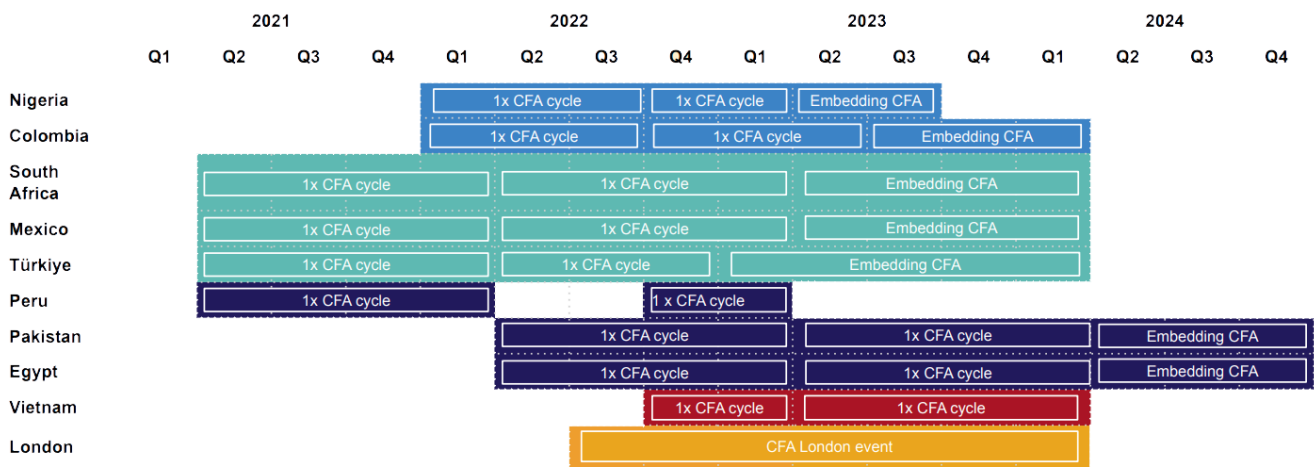 2021 2022 2023 2024
Q1 Q2 Q3 Q4 Q1 Q2 Q3 Q4 Q1 Q2 Q3 Q4 Q1 Q2 Q3 Q4
Nigeria 1x CFA cycle 1x CFA cycle Embedding CFA
Colombia 1x CFA cycle 1x CFA cycle Embedding CFA
South
Africa 1x CFA cycle 1x CFA cycle Embedding CFA
Mexico 1x CFA cycle 1x CFA cycle Embedding CFA
Türkiye 1x CFA cycle 1x CFA cycle Embedding CFA
Peru 1x CFA cycle 1 x CFA cycle
Pakistan 1x CFA cycle 1x CFA cycle Embedding CFA
Egypt 1x CFA cycle 1x CFA cycle Embedding CFA
Vietnam 1x CFA cycle 1x CFA cycle
London CFA London event